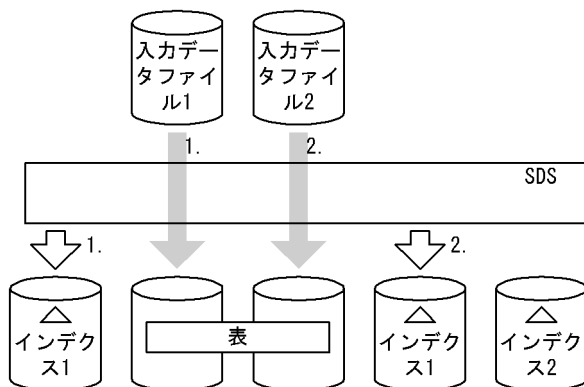 入力デー
タファイ
ル1
入力デー
タファイ
ル2
1.
2.
SDS
1.
2.
インデク
ス1
表
インデク
ス1
インデク
ス2